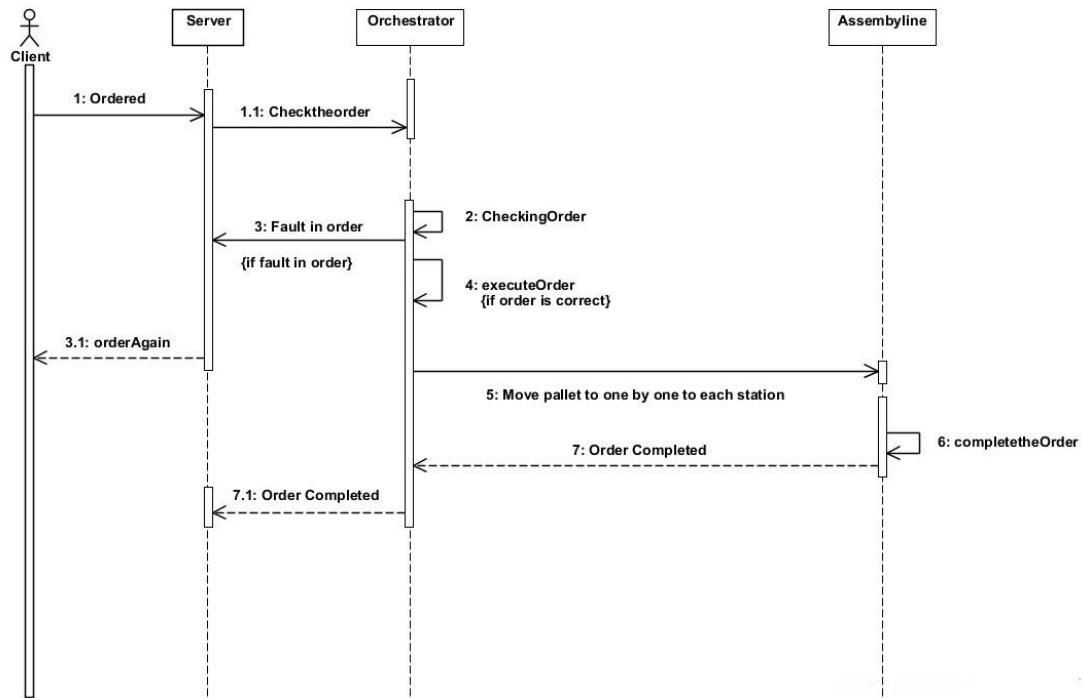 Server
Orchestrator
Assembyline
Client
1: Ordered
1.1: Checktheorder
2: CheckingOrder
3: Fault in order
{if fault in order}
4: executeOrder
{if order is correct}
3.1: orderAgain
5: Move pallet to one by one to each station
6: completetheOrder
7: Order Completed
7.1: Order Completed